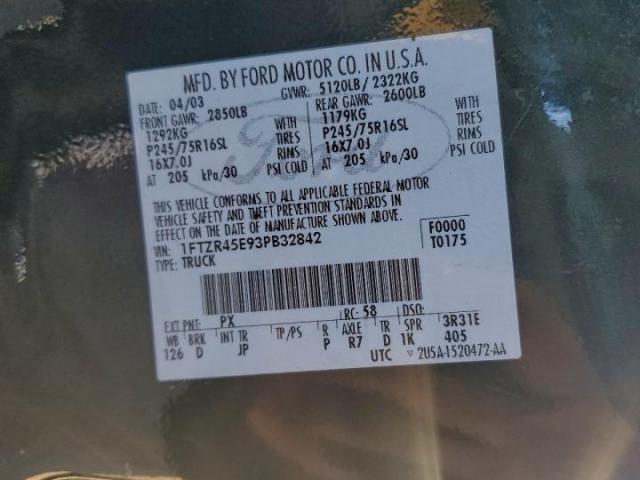 MFD. BY FORD MOTOR CO. IN U.S.A.
DATE 04/03 GVWR: 5120LB/ 2322KG
FRONT GAWR: 2850LB REAR GAWR: 2600LB
1292KG WITH 1179KG WITH
P245/75R16SL TIRES P245/75R16SL TIRES
16X7.0J RIMS 16X7.0J RIMS
AT 205 kPa/30 PSI COLD AT 205 kPa/30 PSI COLD
Ford
THIS VEHICLE CONFORMS TO ALL APPLICABLE FEDERAL MOTOR
VEHICLE SAFETY AND THEFT PREVENTION STANDARDS IN
EFFECT ON THE DATE OF MANUFACTURE SHOWN ABOVE.
VIN: 1FTZR45E93PB32842 F0000
TYPE: TRUCK T0175
EXT PNT: PX RC: 58 DSO:
WB BRK INT TR TP/PS R AXLE TR SPR 3R31E
126 D JP P R7 D 1K 405
UTC ▽ 2U5A-1520472-AA